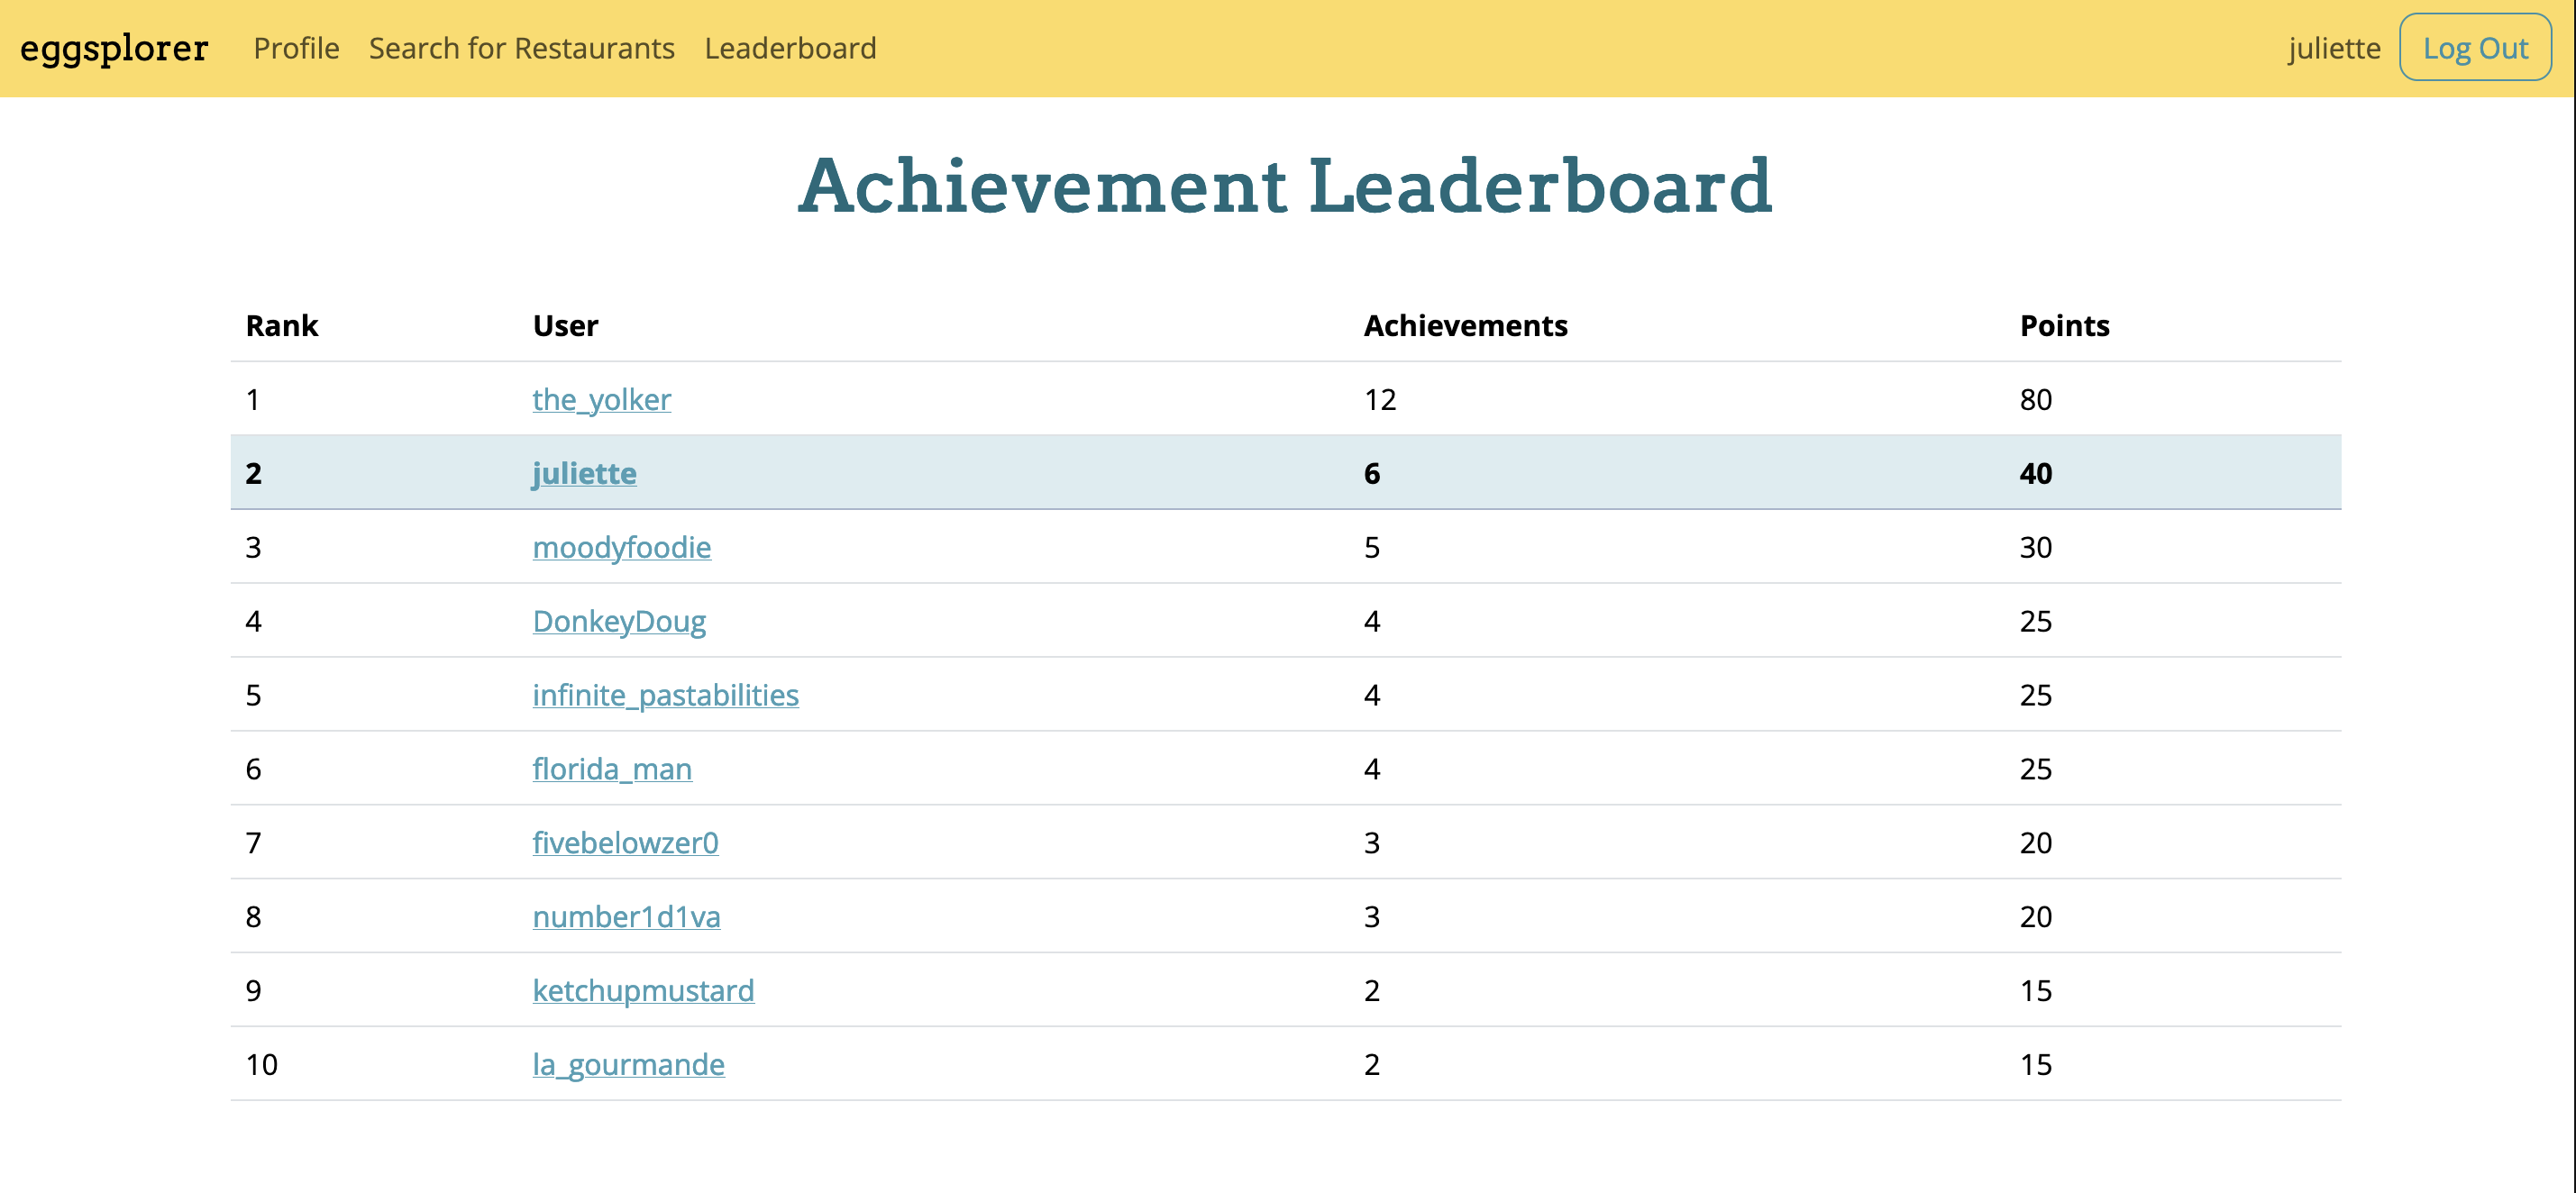 eggsplorer Profile Search for Restaurants Leaderboard juliette Log Out
Achievement Leaderboard
Rank User Achievements Points
1 the_yolker 12 80
2 juliette 6 40
3 moodyfoodie 5 30
4 DonkeyDoug 4 25
5 infinite_pastabilities 4 25
6 florida_man 4 25
7 fivebelowzer0 3 20
8 number1d1va 3 20
9 ketchupmustard 2 15
10 la_gourmande 2 15